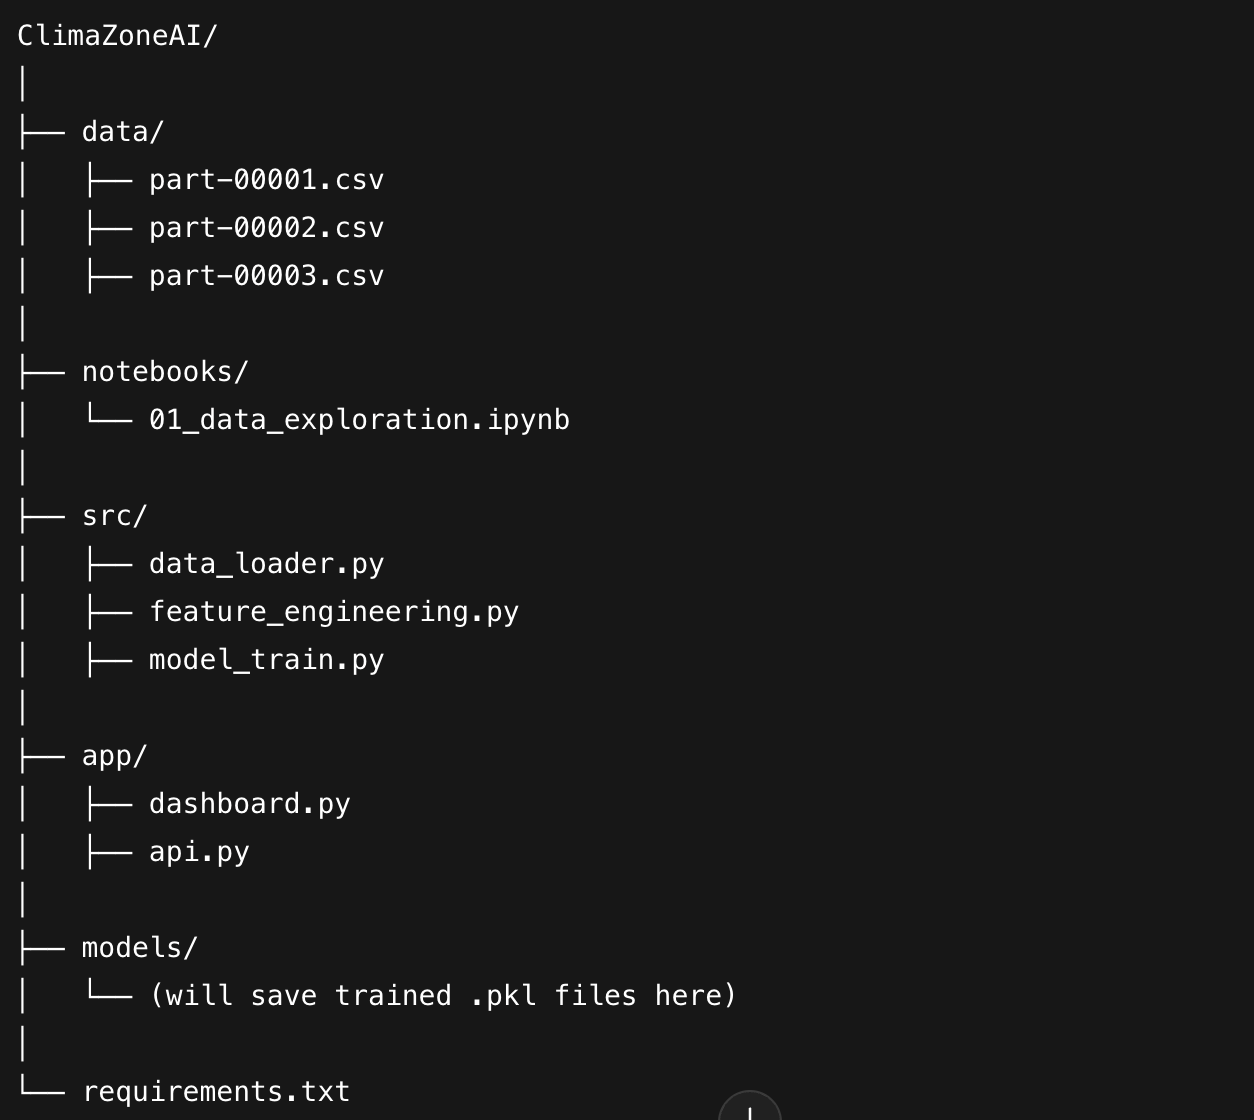 ClimaZoneAI/
│
├── data/
│   ├── part-00001.csv
│   ├── part-00002.csv
│   ├── part-00003.csv
│
├── notebooks/
│   └── 01_data_exploration.ipynb
│
├── src/
│   ├── data_loader.py
│   ├── feature_engineering.py
│   ├── model_train.py
│
├── app/
│   ├── dashboard.py
│   ├── api.py
│
├── models/
│   └── (will save trained .pkl files here)
│
└── requirements.txt